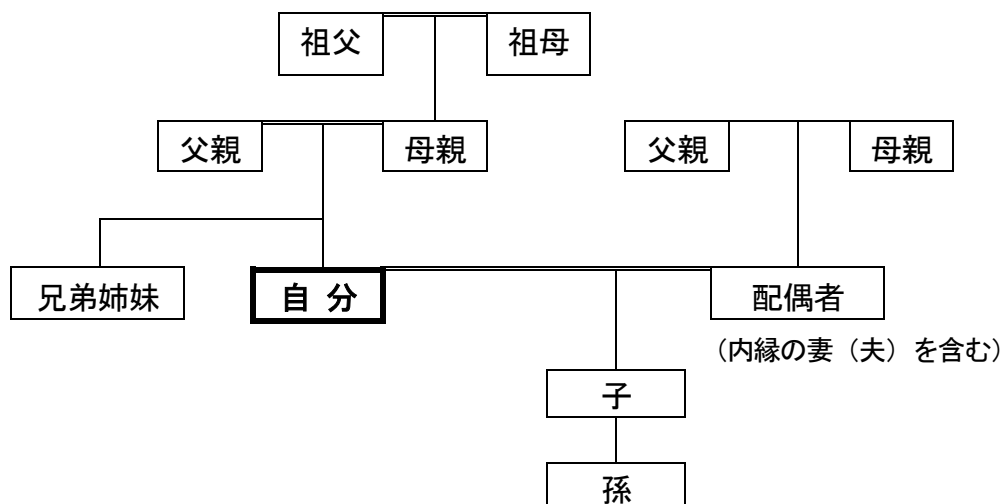 祖父
祖母
父親
母親
父親
母親
兄弟姉妹
自 分
配偶者
（内縁の妻（夫）を含む）
子
孫